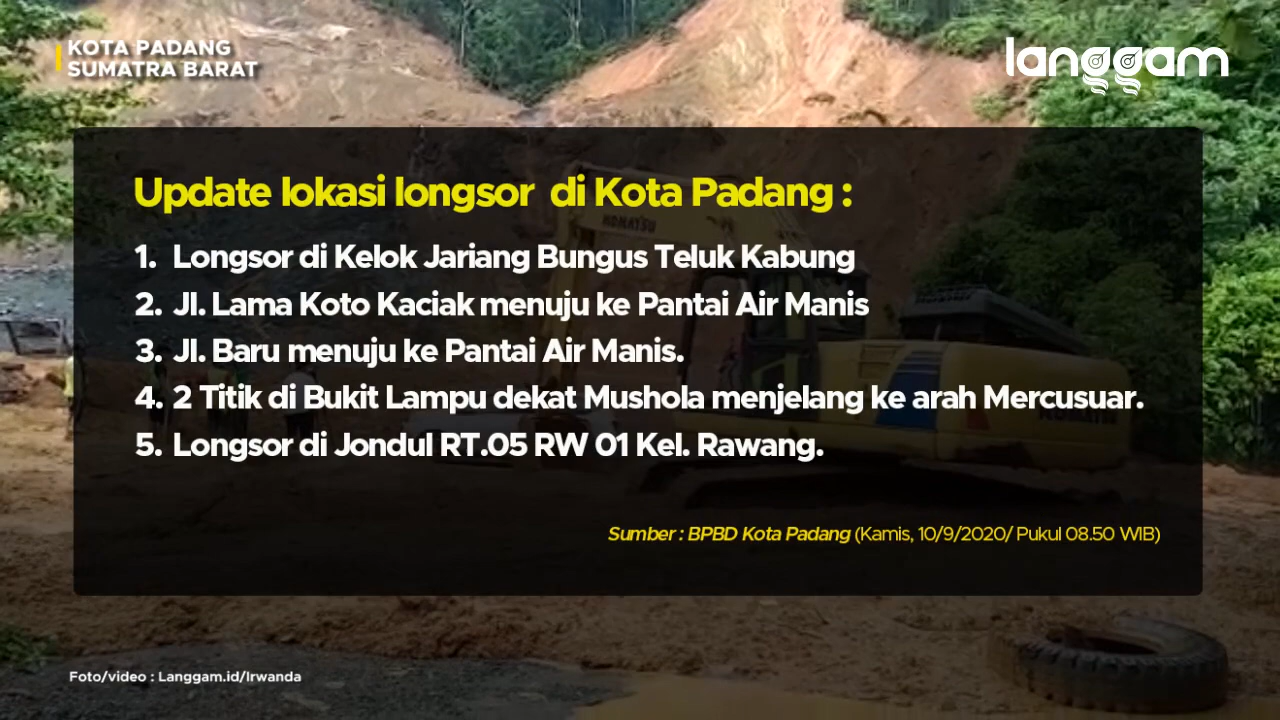 KOTA PADANG
SUMATRA BARAT
langgam
Update lokasi longsor di Kota Padang :
1. Longsor di Kelok Jariang Bungus Teluk Kabung
2. Jl. Lama Koto Kaciak menuju ke Pantai Air Manis
3. Jl. Baru menuju ke Pantai Air Manis.
4. 2 Titik di Bukit Lampu dekat Mushola menjelang ke arah Mercusuar.
5. Longsor di Jondul RT.05 RW 01 Kel. Rawang.
Sumber : BPBD Kota Padang (Kamis, 10/9/2020/ Pukul 08.50 WIB)
Foto/video : Langgam.id/Irwanda
KOMATSU
KOMATSU